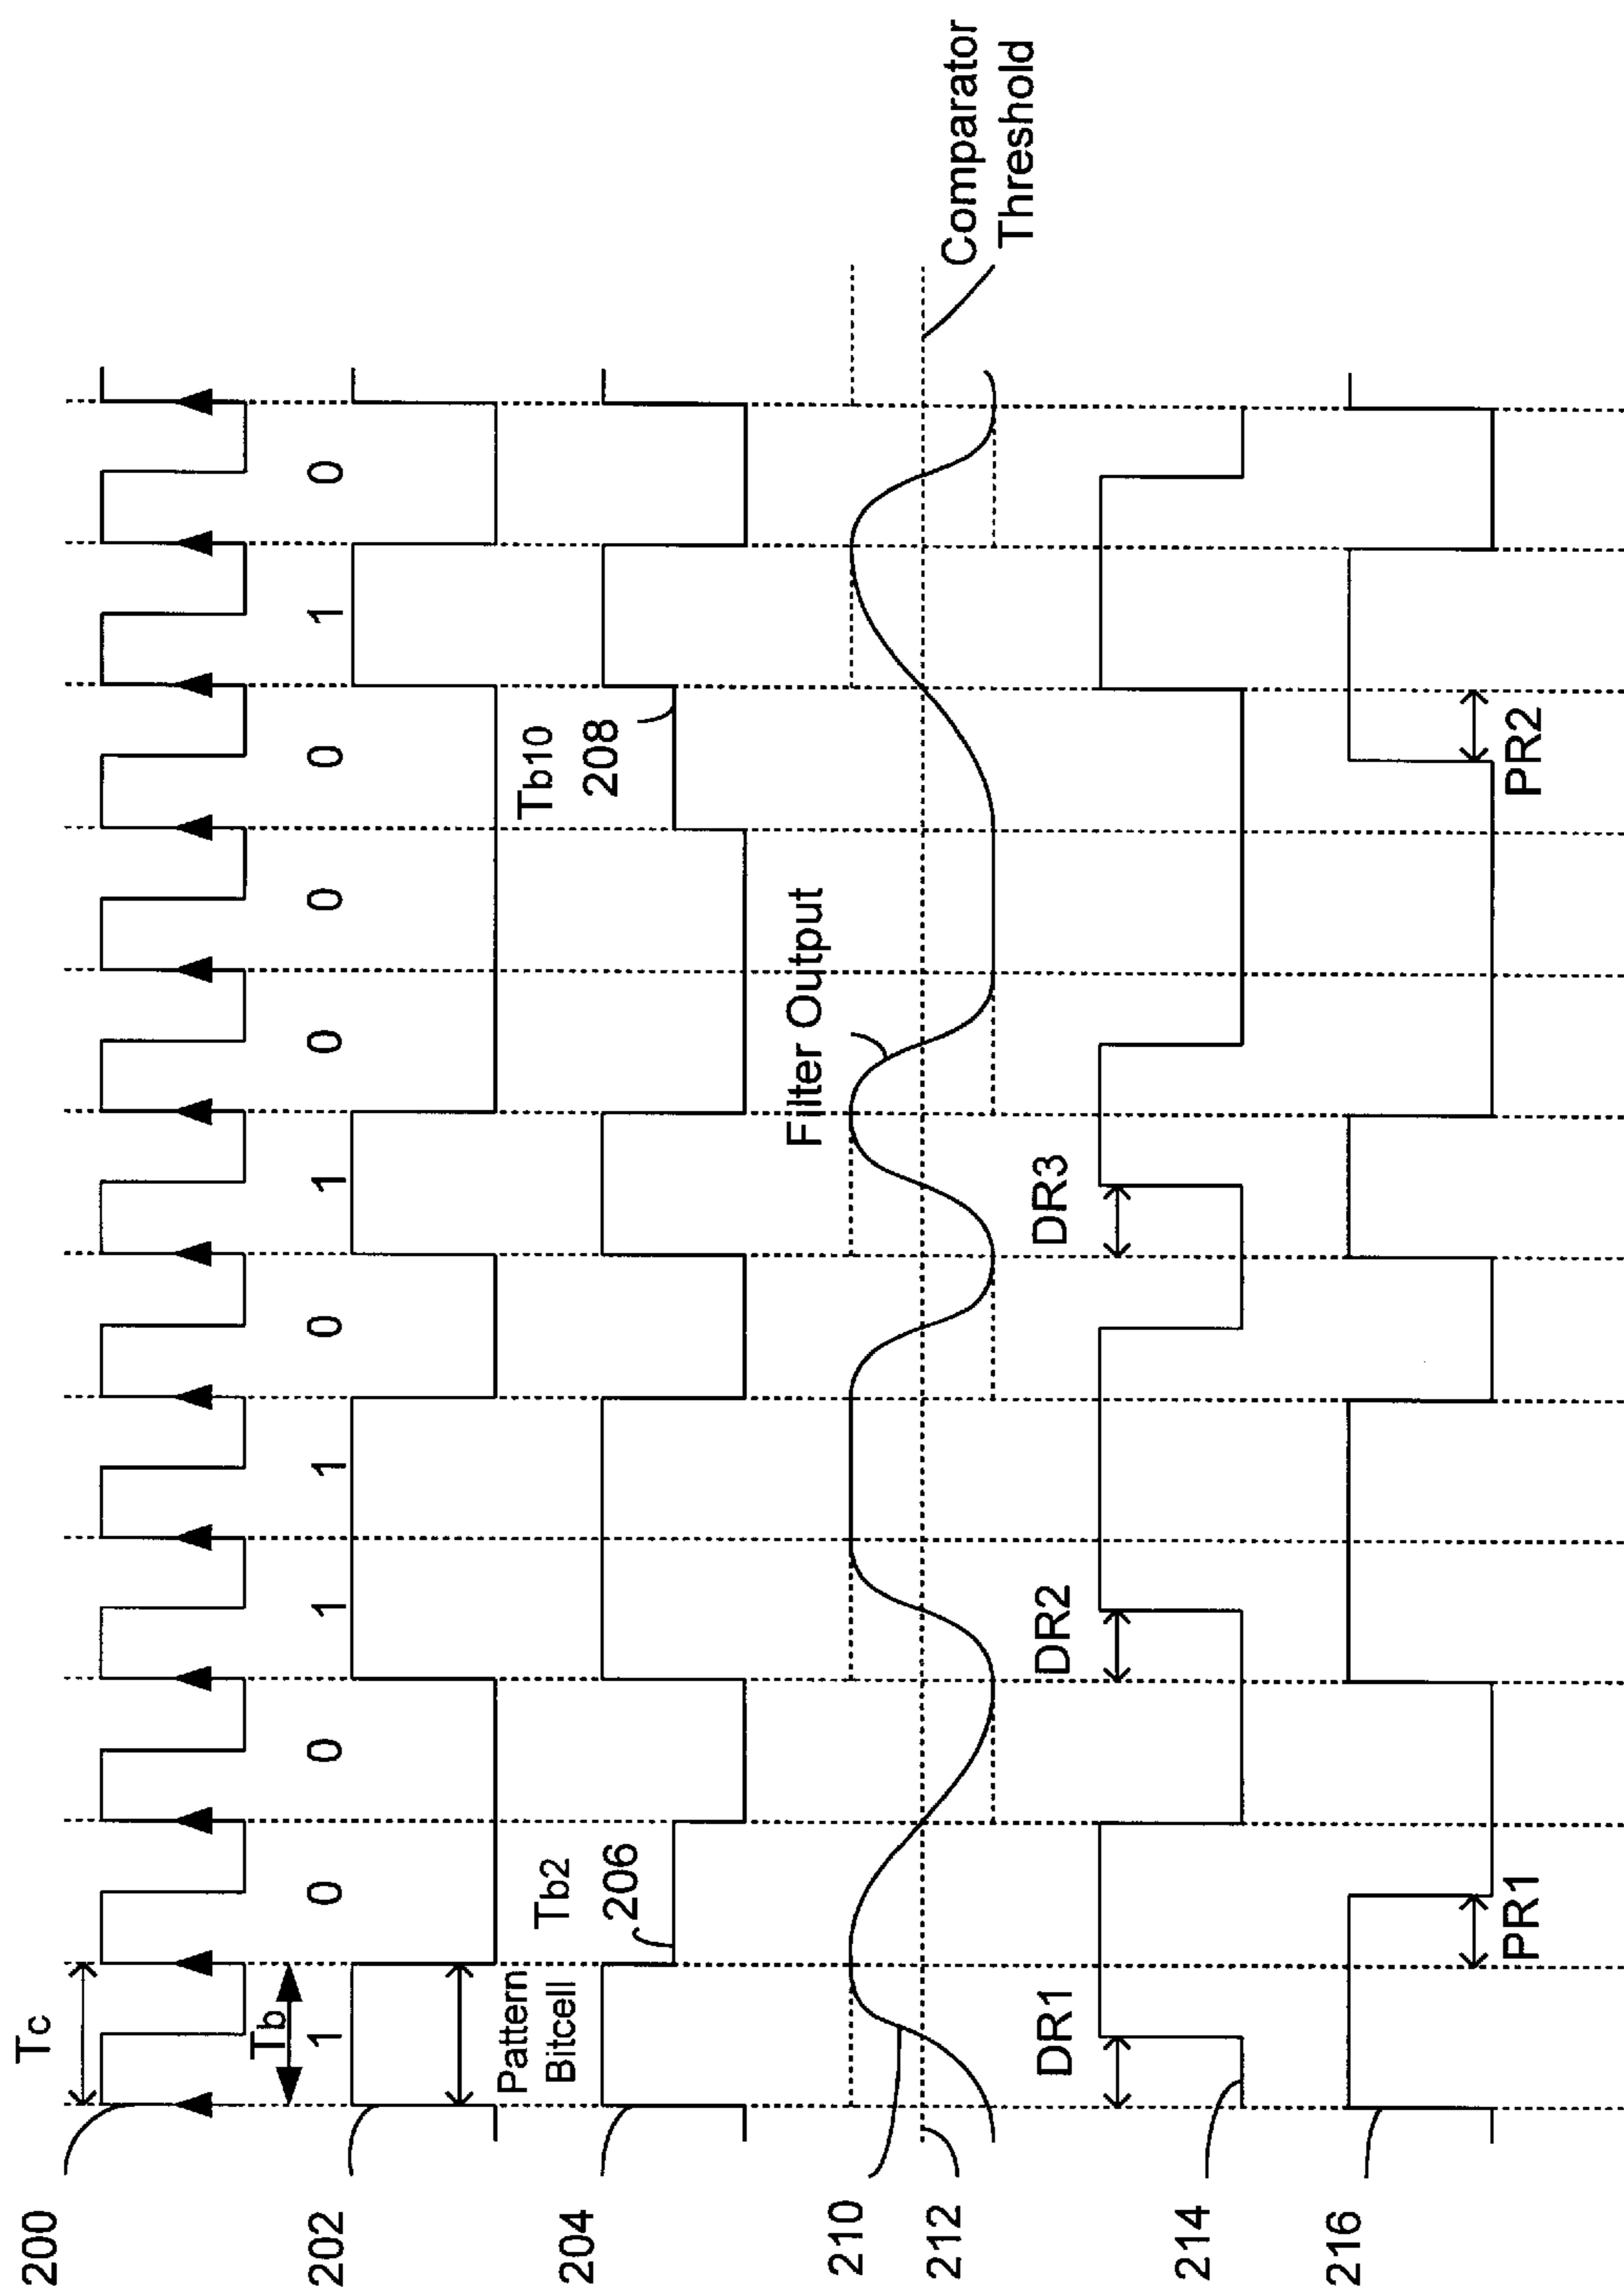 200
Tc
202
Tb
1 0 0 1 1 0 1 0 0 0 1 0
204
Pattern
Bitcell
Tb2
206
Tb10
208
210
212
Filter Output
Comparator
Threshold
214
DR1
DR2
DR3
216
PR1
PR2